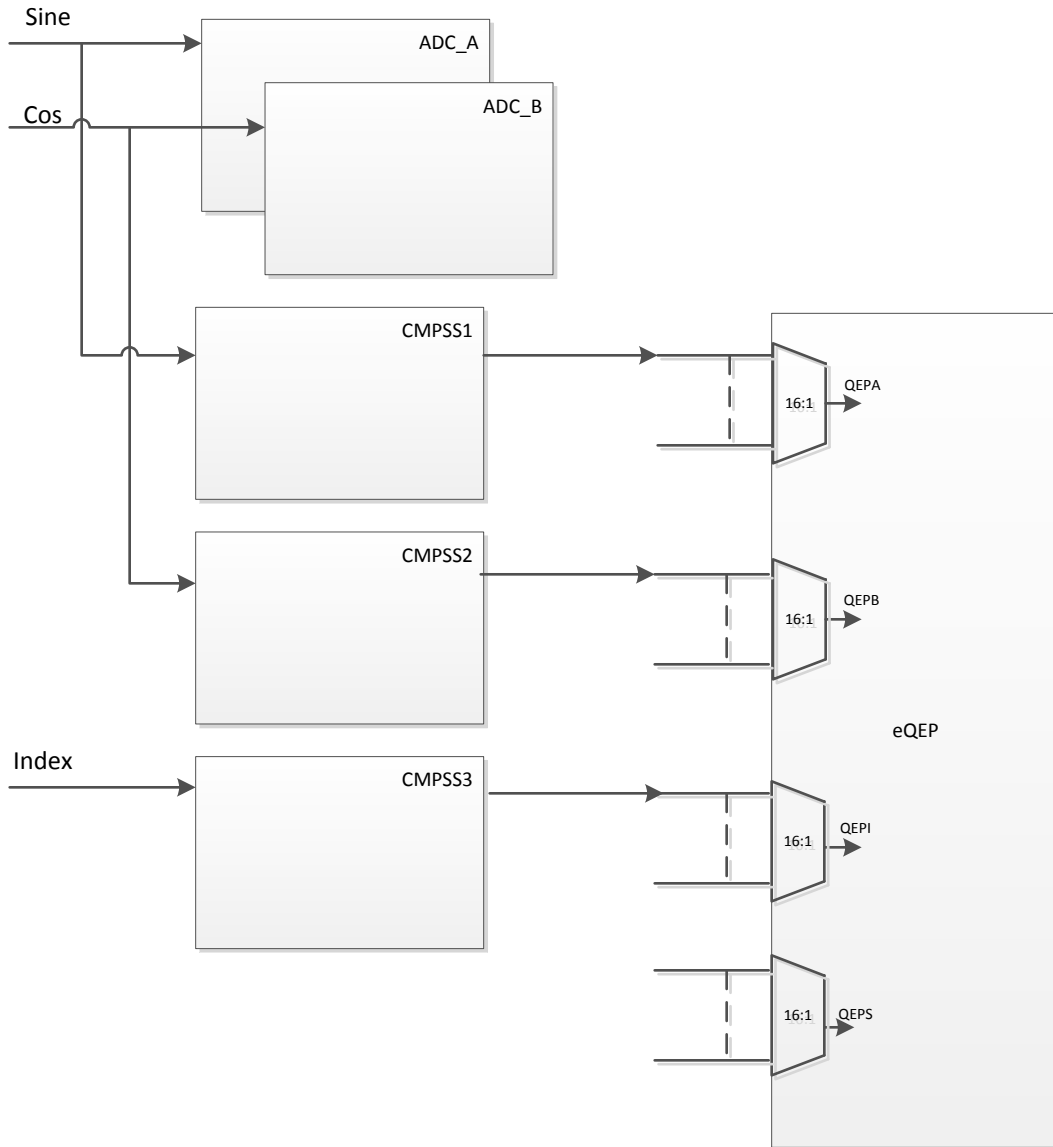 Sine
ADC_A
Cos
ADC_B
CMPSS1
QEPA
16:1
CMPSS2
QEPB
16:1
eQEP
Index
CMPSS3
QEPI
16:1
QEPS
16:1